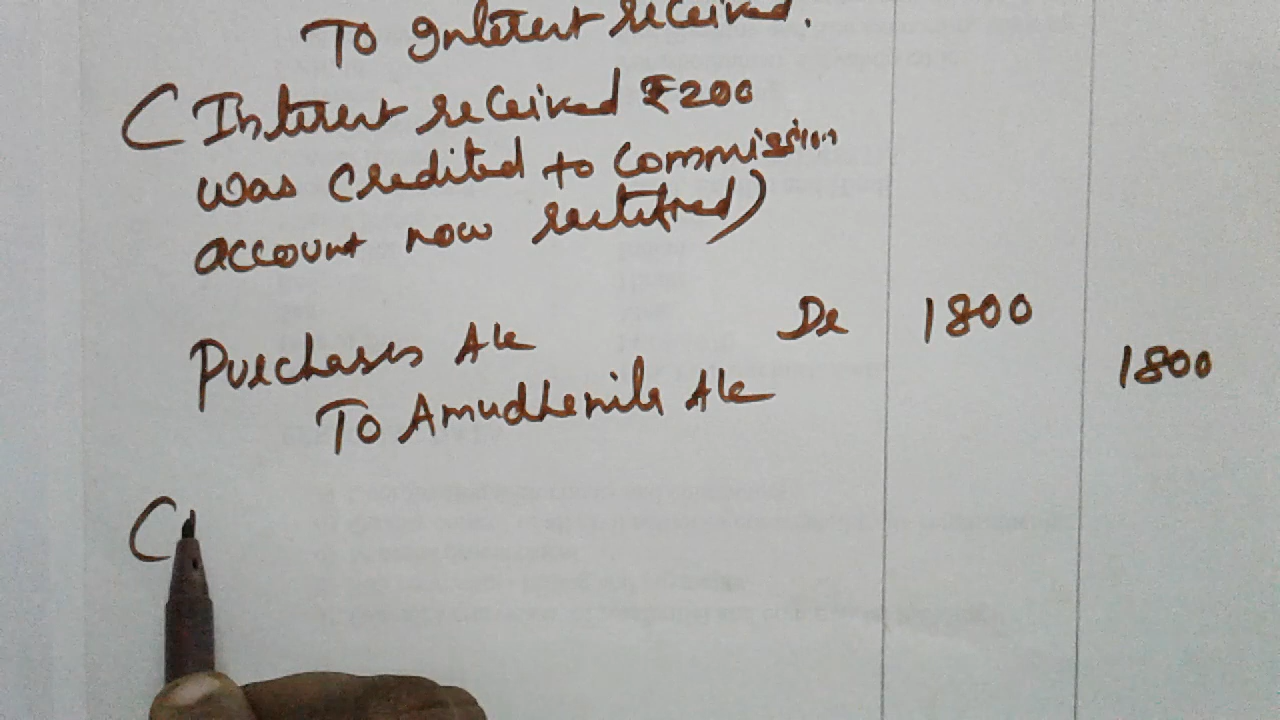 To Interest received.
(Interest received ₹200
was credited to commission
account now rectified)
Purchases A/c Dr 1800
To Amudhenila A/c 1800
(